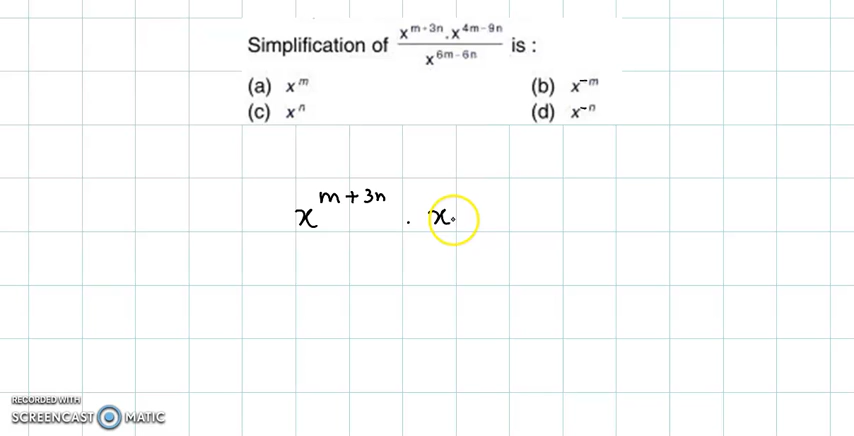 Simplification of x^{m+3n}.x^{4m-9n} / x^{6m-6n} is :
(a) x^m (b) x^{-m}
(c) x^n (d) x^{-n}
x^{m+3n} . x
RECORDED WITH
SCREENCAST MATIC